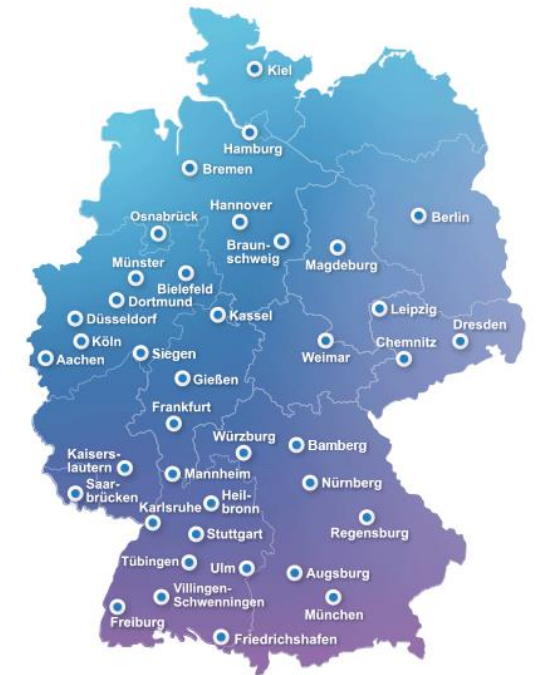 Kiel
Hamburg
Bremen
Hannover
Osnabrück
Berlin
Braun-
schweig
Magdeburg
Münster
Bielefeld
Dortmund
Leipzig
Düsseldorf
Kassel
Dresden
Köln
Chemnitz
Siegen
Weimar
Aachen
Gießen
Frankfurt
Würzburg
Bamberg
Kaisers-
lautern
Mannheim
Nürnberg
Saar-
brücken
Heil-
bronn
Karlsruhe
Stuttgart
Regensburg
Tübingen
Ulm
Augsburg
Villingen-
Schwenningen
München
Freiburg
Friedrichshafen